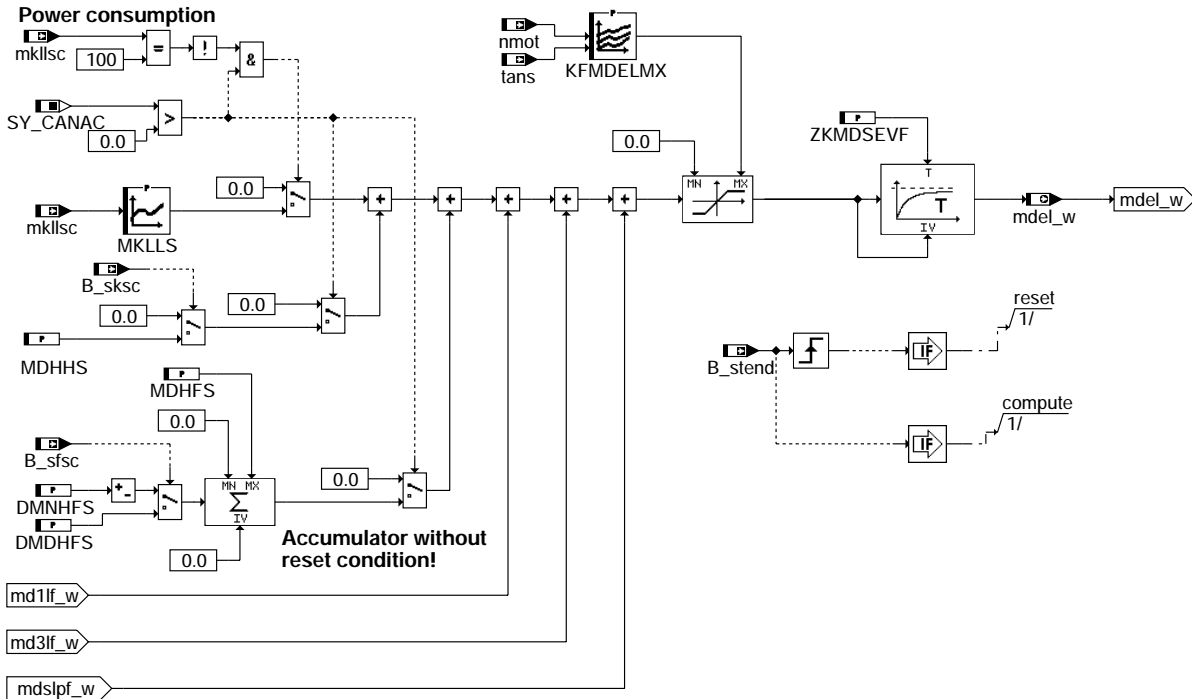 Power consumption
mkllsc
100
=
!
&
SY_CANAC
0.0
>
nmot
tans
P
KFMDELMX
0.0
MN
MX
P
ZKMDSEVF
T
T
IV
mdel_w
mdel_w
mkllsc
P
MKLLS
0.0
+
+
+
+
+
B_sksc
0.0
P
MDHHS
0.0
P
MDHFS
0.0
B_sfsc
P
DMNHFS
P
DMDHFS
+
-
MN
MX
Σ
IV
0.0
0.0
Accumulator without
reset condition!
B_stend
IF
reset
1/
IF
compute
1/
md1lf_w
md3lf_w
mdslpf_w